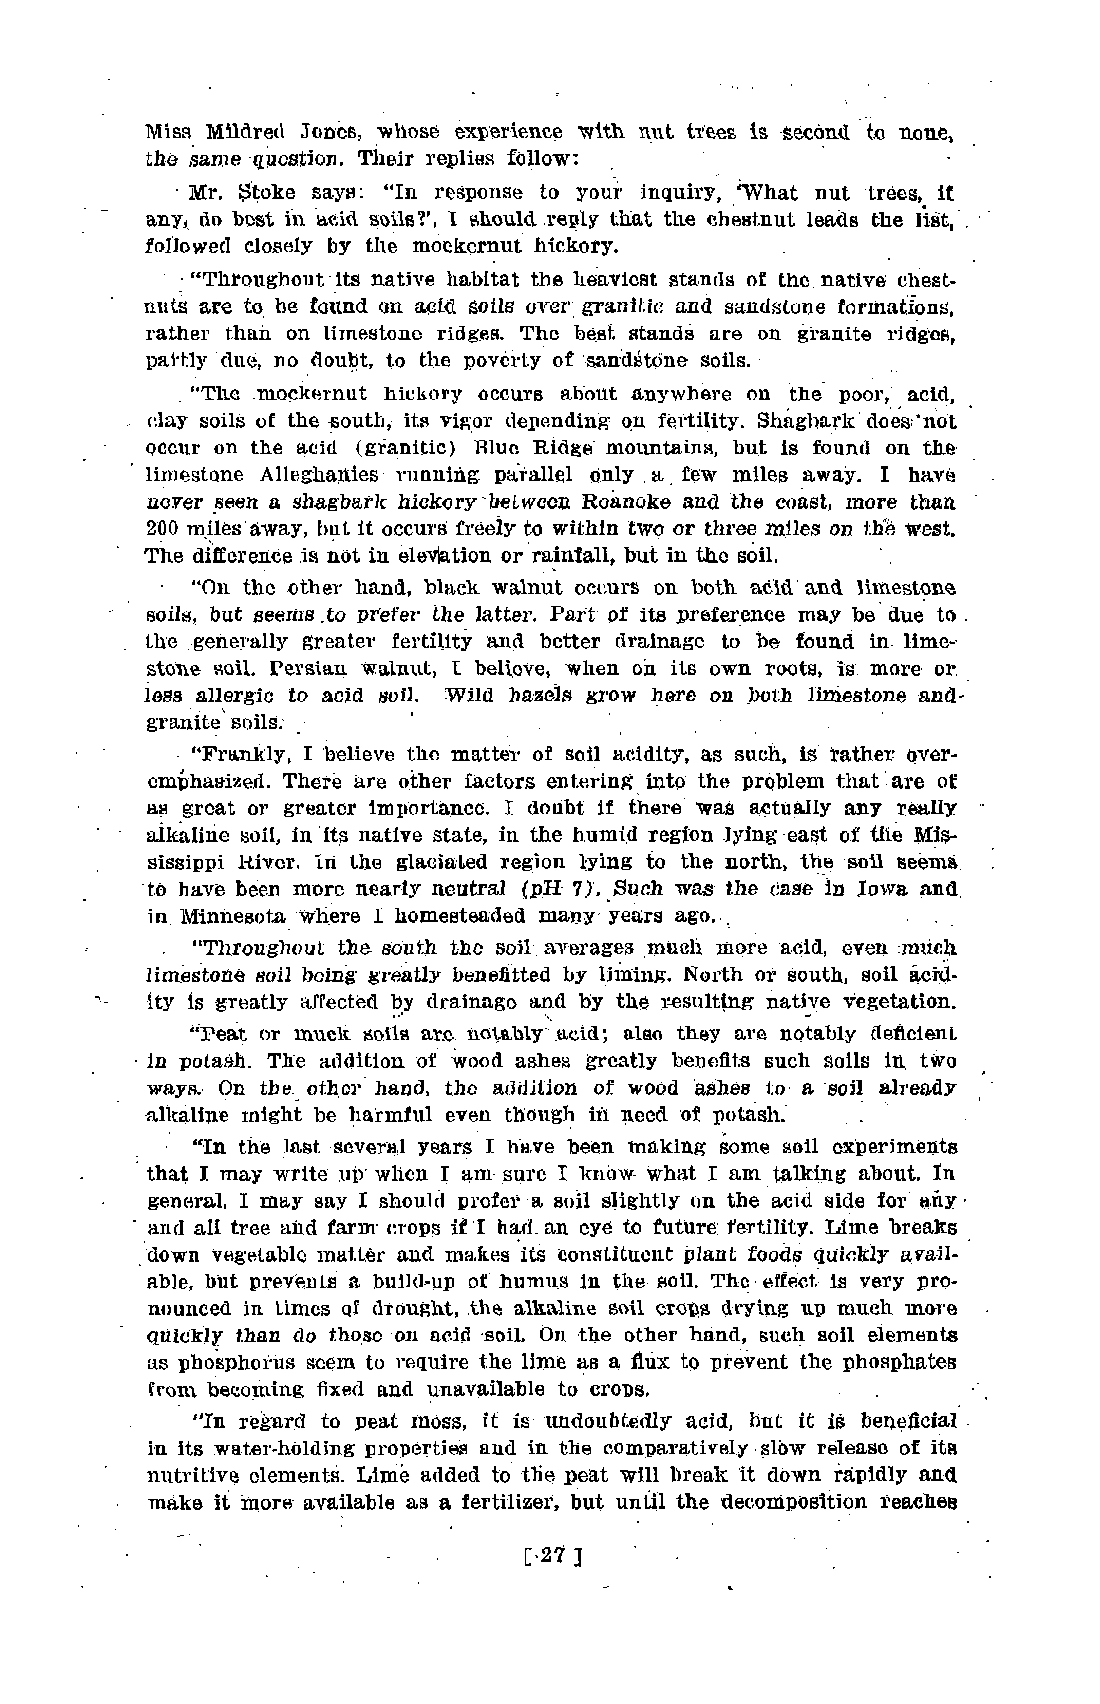 Miss Mildred Jones, whose experience with nut trees is second to none,
the same question. Their replies follow:
Mr. Stoke says: “In response to your inquiry, ‘What nut trees, if
any, do best in acid soils?’, I should reply that the chestnut leads the list,
followed closely by the mockernut hickory.
“Throughout its native habitat the heaviest stands of the native chest-
nuts are to be found on acid soils over granitic and sandstone formations,
rather than on limestone ridges. The best stands are on granite ridges,
partly due, no doubt, to the poverty of sandstone soils.
“The mockernut hickory occurs about anywhere on the poor, acid,
clay soils of the south, its vigor depending on fertility. Shagbark does not
occur on the acid (granitic) Blue Ridge mountains, but is found on the
limestone Alleghanies running parallel only a few miles away. I have
never seen a shagbark hickory between Roanoke and the coast, more than
200 miles away, but it occurs freely to within two or three miles on the west.
The difference is not in elevation or rainfall, but in the soil.
“On the other hand, black walnut occurs on both acid and limestone
soils, but seems to prefer the latter. Part of its preference may be due to
the generally greater fertility and better drainage to be found in lime-
stone soil. Persian walnut, I believe, when on its own roots, is more or
less allergic to acid soil. Wild hazels grow here on both limestone and
granite soils.
“Frankly, I believe the matter of soil acidity, as such, is rather over-
emphasized. There are other factors entering into the problem that are of
as great or greater importance. I doubt if there was actually any really
alkaline soil, in its native state, in the humid region lying east of the Mis-
sissippi River. In the glaciated region lying to the north, the soil seems
to have been more nearly neutral (pH 7). Such was the case in Iowa and
in Minnesota where I homesteaded many years ago.
“Throughout the south the soil averages much more acid, even much
limestone soil being greatly benefitted by liming. North or south, soil acid-
ity is greatly affected by drainage and by the resulting native vegetation.
“Peat or muck soils are notably acid; also they are notably deficient
in potash. The addition of wood ashes greatly benefits such soils in two
ways. On the other hand, the addition of wood ashes to a soil already
alkaline might be harmful even though in need of potash.
“In the last several years I have been making some soil experiments
that I may write up when I am sure I know what I am talking about. In
general, I may say I should prefer a soil slightly on the acid side for any
and all tree and farm crops if I had an eye to future fertility. Lime breaks
down vegetable matter and makes its constituent plant foods quickly avail-
able, but prevents a build-up of humus in the soil. The effect is very pro-
nounced in times of drought, the alkaline soil crops drying up much more
quickly than do those on acid soil. On the other hand, such soil elements
as phosphorus seem to require the lime as a flux to prevent the phosphates
from becoming fixed and unavailable to crops.
“In regard to peat moss, it is undoubtedly acid, but it is beneficial
in its water-holding properties and in the comparatively slow release of its
nutritive elements. Lime added to the peat will break it down rapidly and
make it more available as a fertilizer, but until the decomposition reaches
[ 27 ]